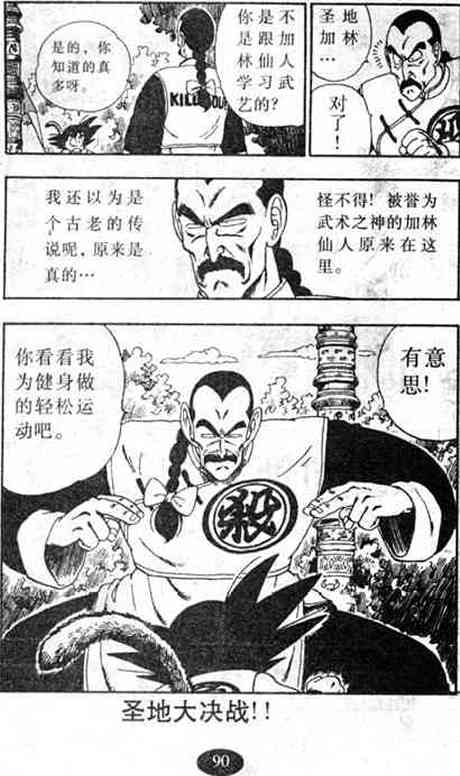 圣地
加林
…
对
了!
你是不
是跟加
林仙人
学习武
艺的?
是的,你
知道的真
多呀。
KILL YOU
怪不得!被誉为
武术之神的加林
仙人原来在这
里。
我还以为是
个古老的传
说呢,原来是
真的…
有意
思!
你看看我
为健身做
的轻松运
动吧。
殺
圣地大决战!!
90